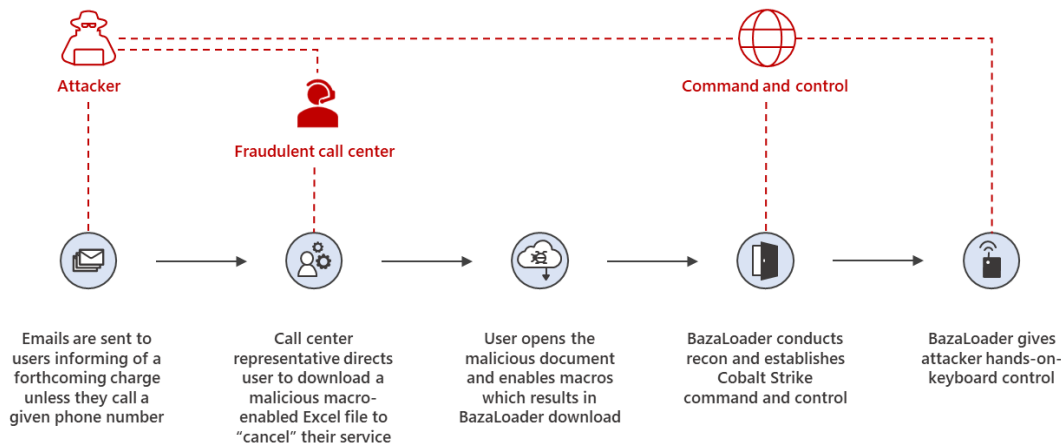 Attacker
Command and control
Fraudulent call center
Emails are sent to
users informing of a
forthcoming charge
unless they call a
given phone number
Call center
representative directs
user to download a
malicious macro-
enabled Excel file to
“cancel” their service
User opens the
malicious document
and enables macros
which results in
BazaLoader download
BazaLoader conducts
recon and establishes
Cobalt Strike
command and control
BazaLoader gives
attacker hands-on-
keyboard control